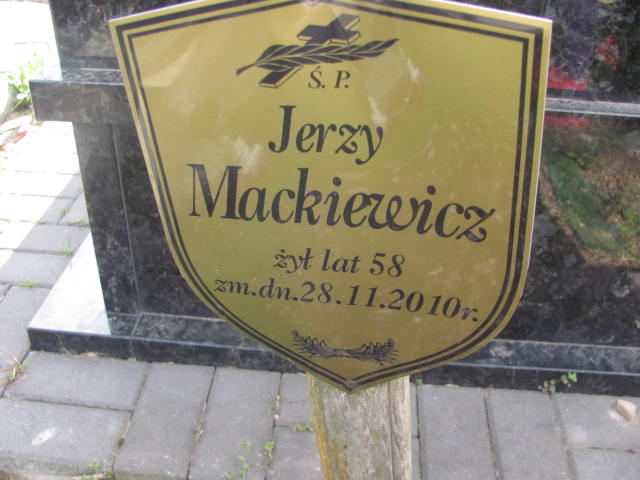 Ś. P.
Jerzy
Mackiewicz
żył lat 58
zm.dn.28.11.2010r.